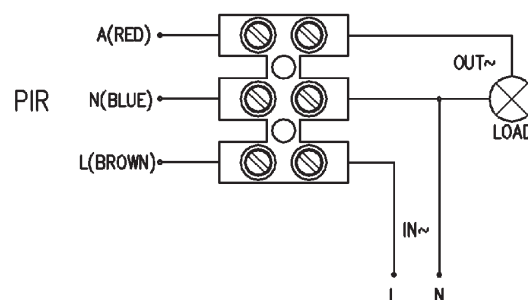 A(RED)
OUT~
PIR
N(BLUE)
LOAD
L(BROWN)
IN~
L N